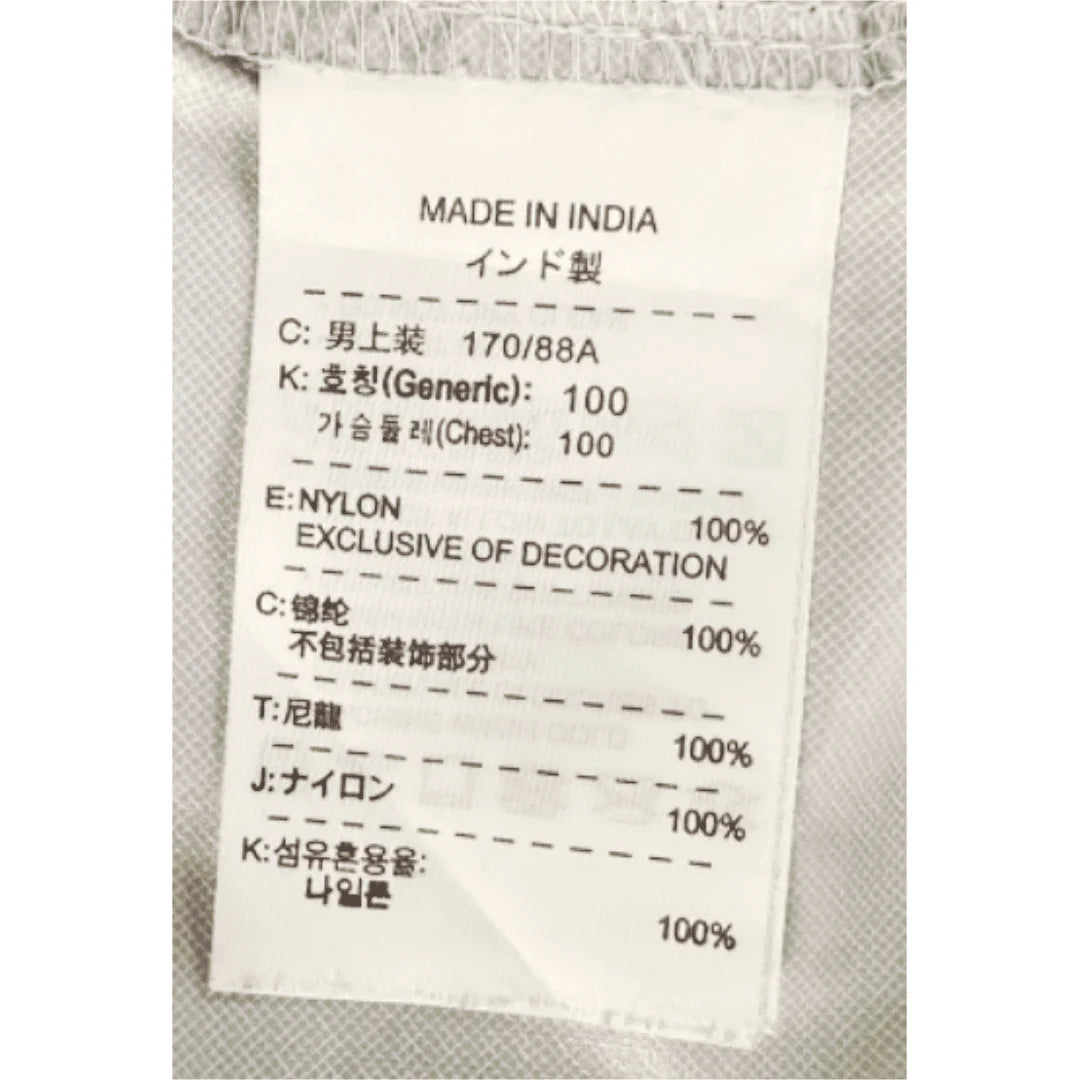 MADE IN INDIA
インド製
C: 男上装 170/88A
K: 호칭(Generic): 100
가슴둘레(Chest): 100
E: NYLON 100%
EXCLUSIVE OF DECORATION
C: 锦纶 100%
不包括装饰部分
T: 尼龍 100%
J: ナイロン 100%
K: 섬유혼용율:
나일론
100%